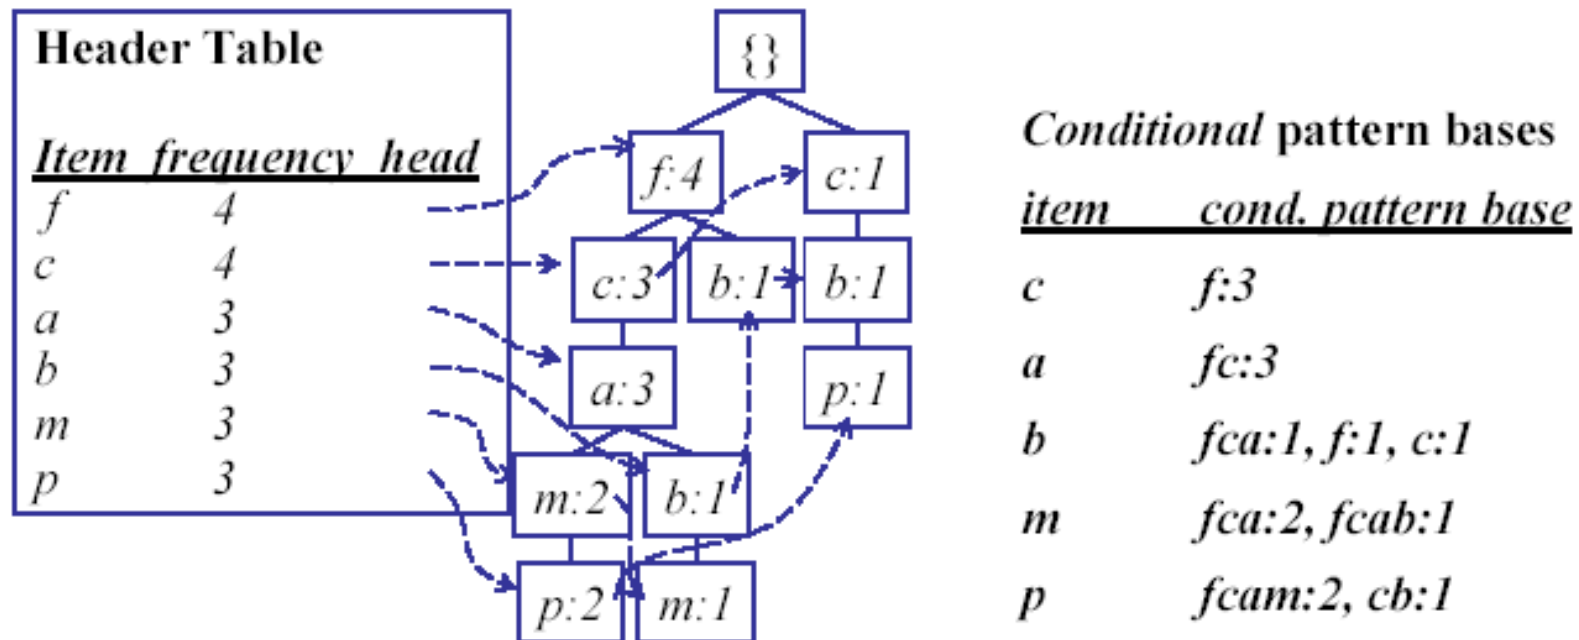 Header Table
Item frequency head
f 4
c 4
a 3
b 3
m 3
p 3
{}
f:4 c:1
c:3 b:1 b:1
a:3 p:1
m:2 b:1
p:2 m:1
Conditional pattern bases
item cond. pattern base
c f:3
a fc:3
b fca:1, f:1, c:1
m fca:2, fcab:1
p fcam:2, cb:1